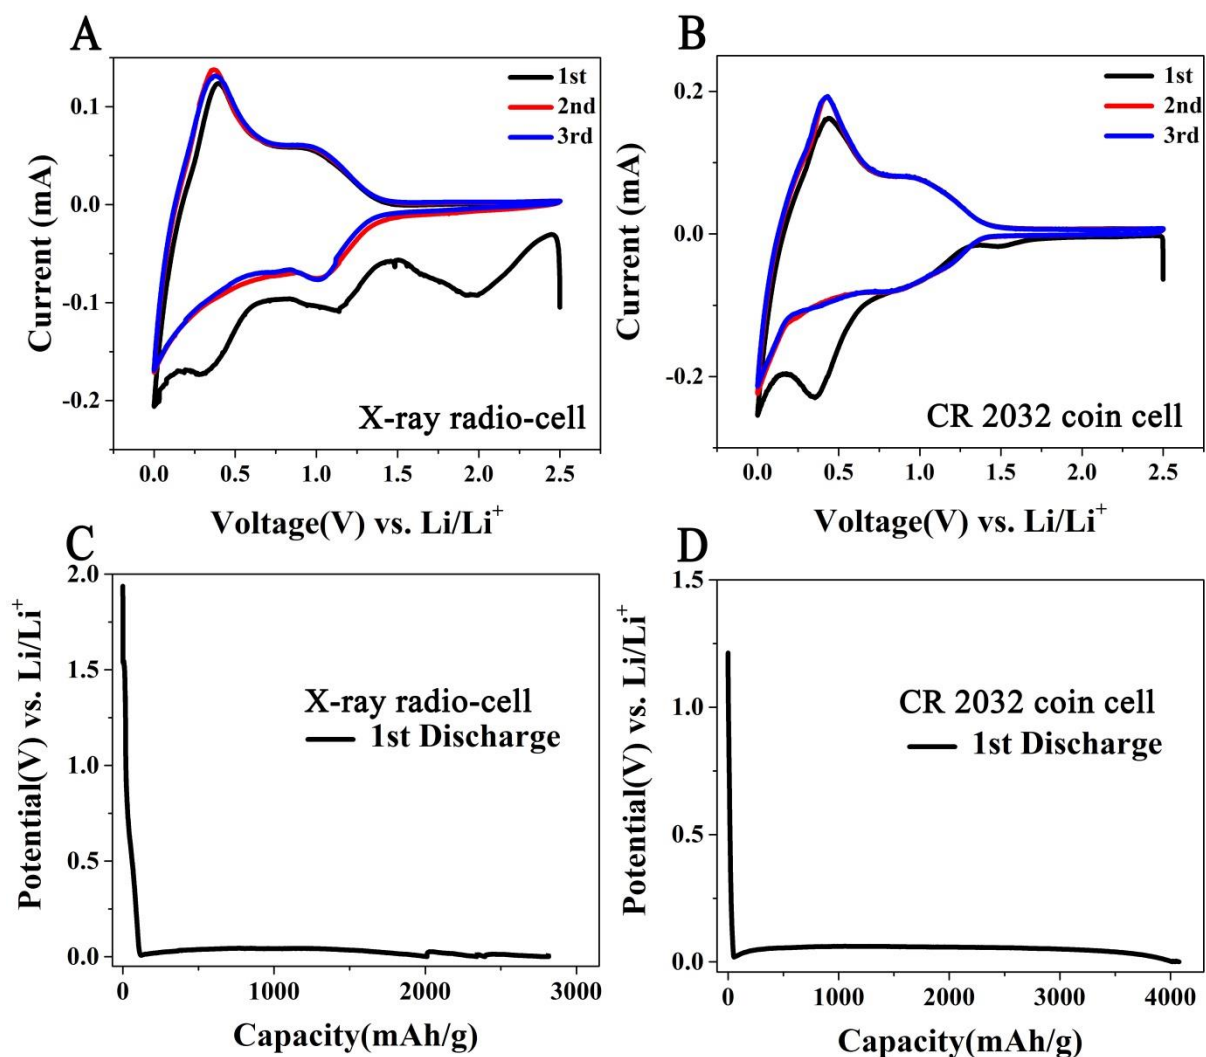 A
0.1
0.0
-0.1
-0.2
Current (mA)
1st
2nd
3rd
X-ray radio-cell
0.0 0.5 1.0 1.5 2.0 2.5
Voltage(V) vs. Li/Li+
B
0.2
0.0
-0.2
Current (mA)
1st
2nd
3rd
CR 2032 coin cell
0.0 0.5 1.0 1.5 2.0 2.5
Voltage(V) vs. Li/Li+
C
2.0
1.5
1.0
0.5
0.0
Potential(V) vs. Li/Li+
X-ray radio-cell
1st Discharge
0 1000 2000 3000
Capacity(mAh/g)
D
1.5
1.0
0.5
0.0
Potential(V) vs. Li/Li+
CR 2032 coin cell
1st Discharge
0 1000 2000 3000 4000
Capacity(mAh/g)